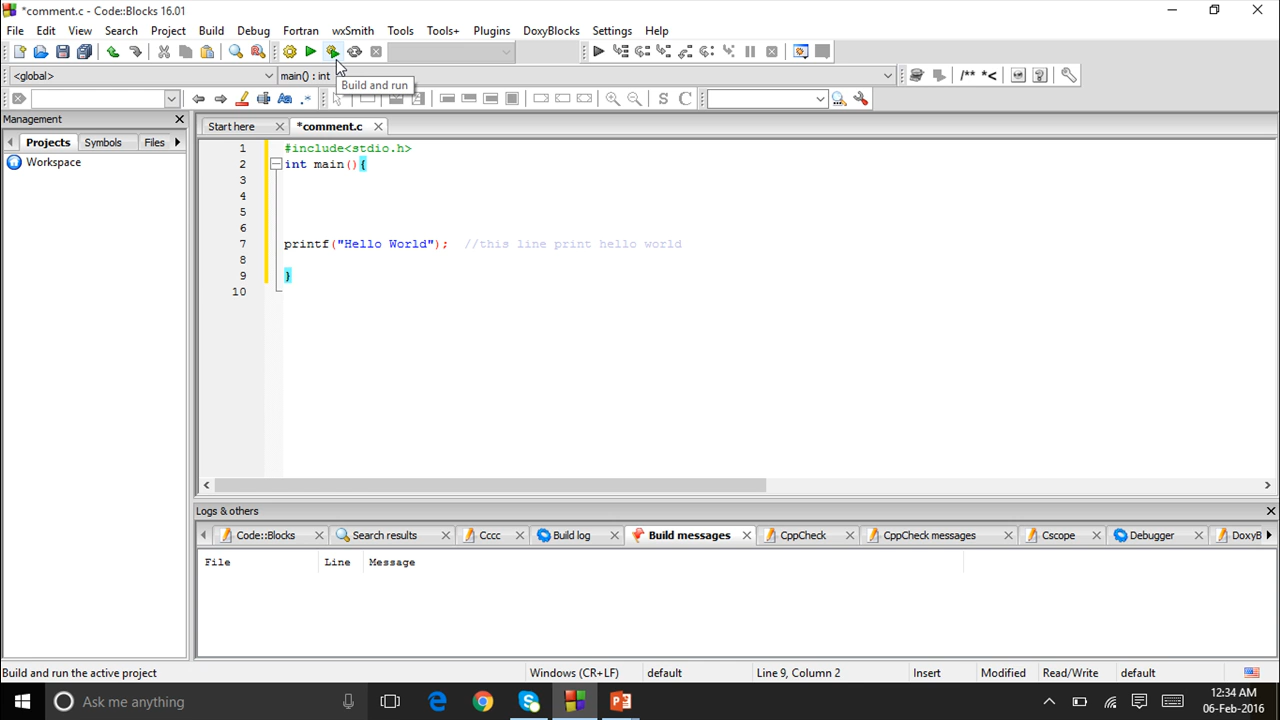 *comment.c - Code::Blocks 16.01
File Edit View Search Project Build Debug Fortran wxSmith Tools Tools+ Plugins DoxyBlocks Settings Help
<global> main() : int
/** *<
Build and run
S C
Management
Start here *comment.c
Projects Symbols Files
Workspace
1 #include<stdio.h>
2 int main(){
3
4
5
6
7 printf("Hello World"); //this line print hello world
8
9 }
10
Logs & others
Code::Blocks Search results Cccc Build log Build messages CppCheck CppCheck messages Cscope Debugger DoxyB
File Line Message
Build and run the active project Windows (CR+LF) default Line 9, Column 2 Insert Modified Read/Write default
Ask me anything 12:34 AM
06-Feb-2016